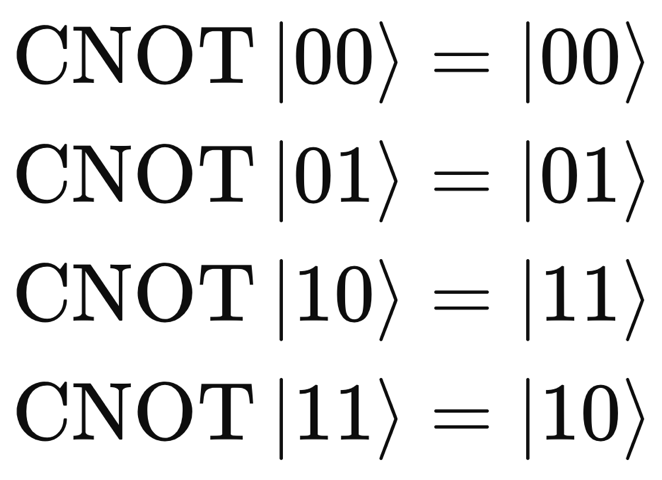 CNOT |00⟩ = |00⟩
CNOT |01⟩ = |01⟩
CNOT |10⟩ = |11⟩
CNOT |11⟩ = |10⟩